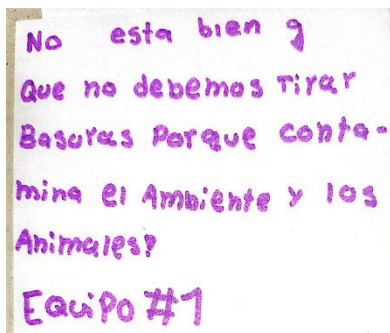 No esta bien g
Que no debemos Tirar
Basuras Porque conta-
mina el Ambiente y los
Animales?
EquiPo #1